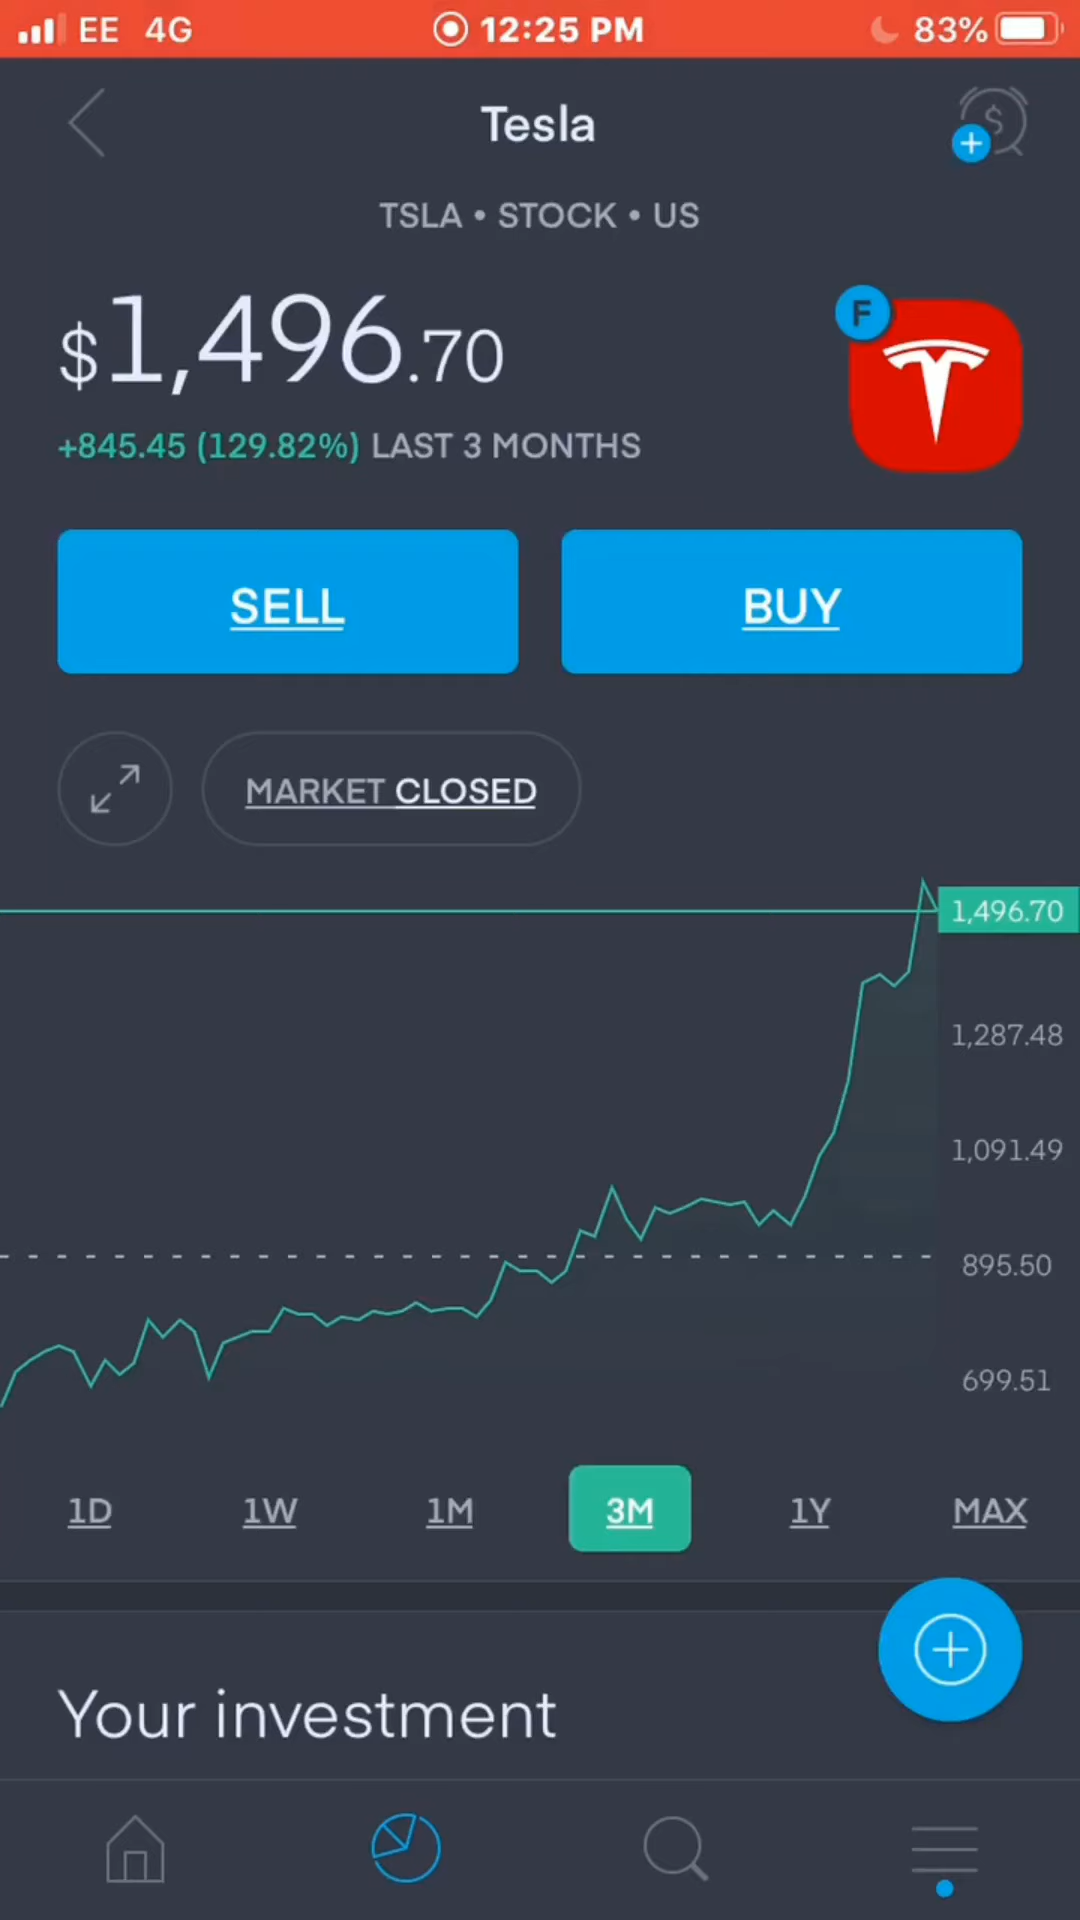 EE 4G 12:25 PM 83%
Tesla
$
TSLA • STOCK • US
$1,496.70
F
+845.45 (129.82%) LAST 3 MONTHS
SELL BUY
MARKET CLOSED
1,496.70
1,287.48
1,091.49
895.50
699.51
1D 1W 1M 3M 1Y MAX
Your investment